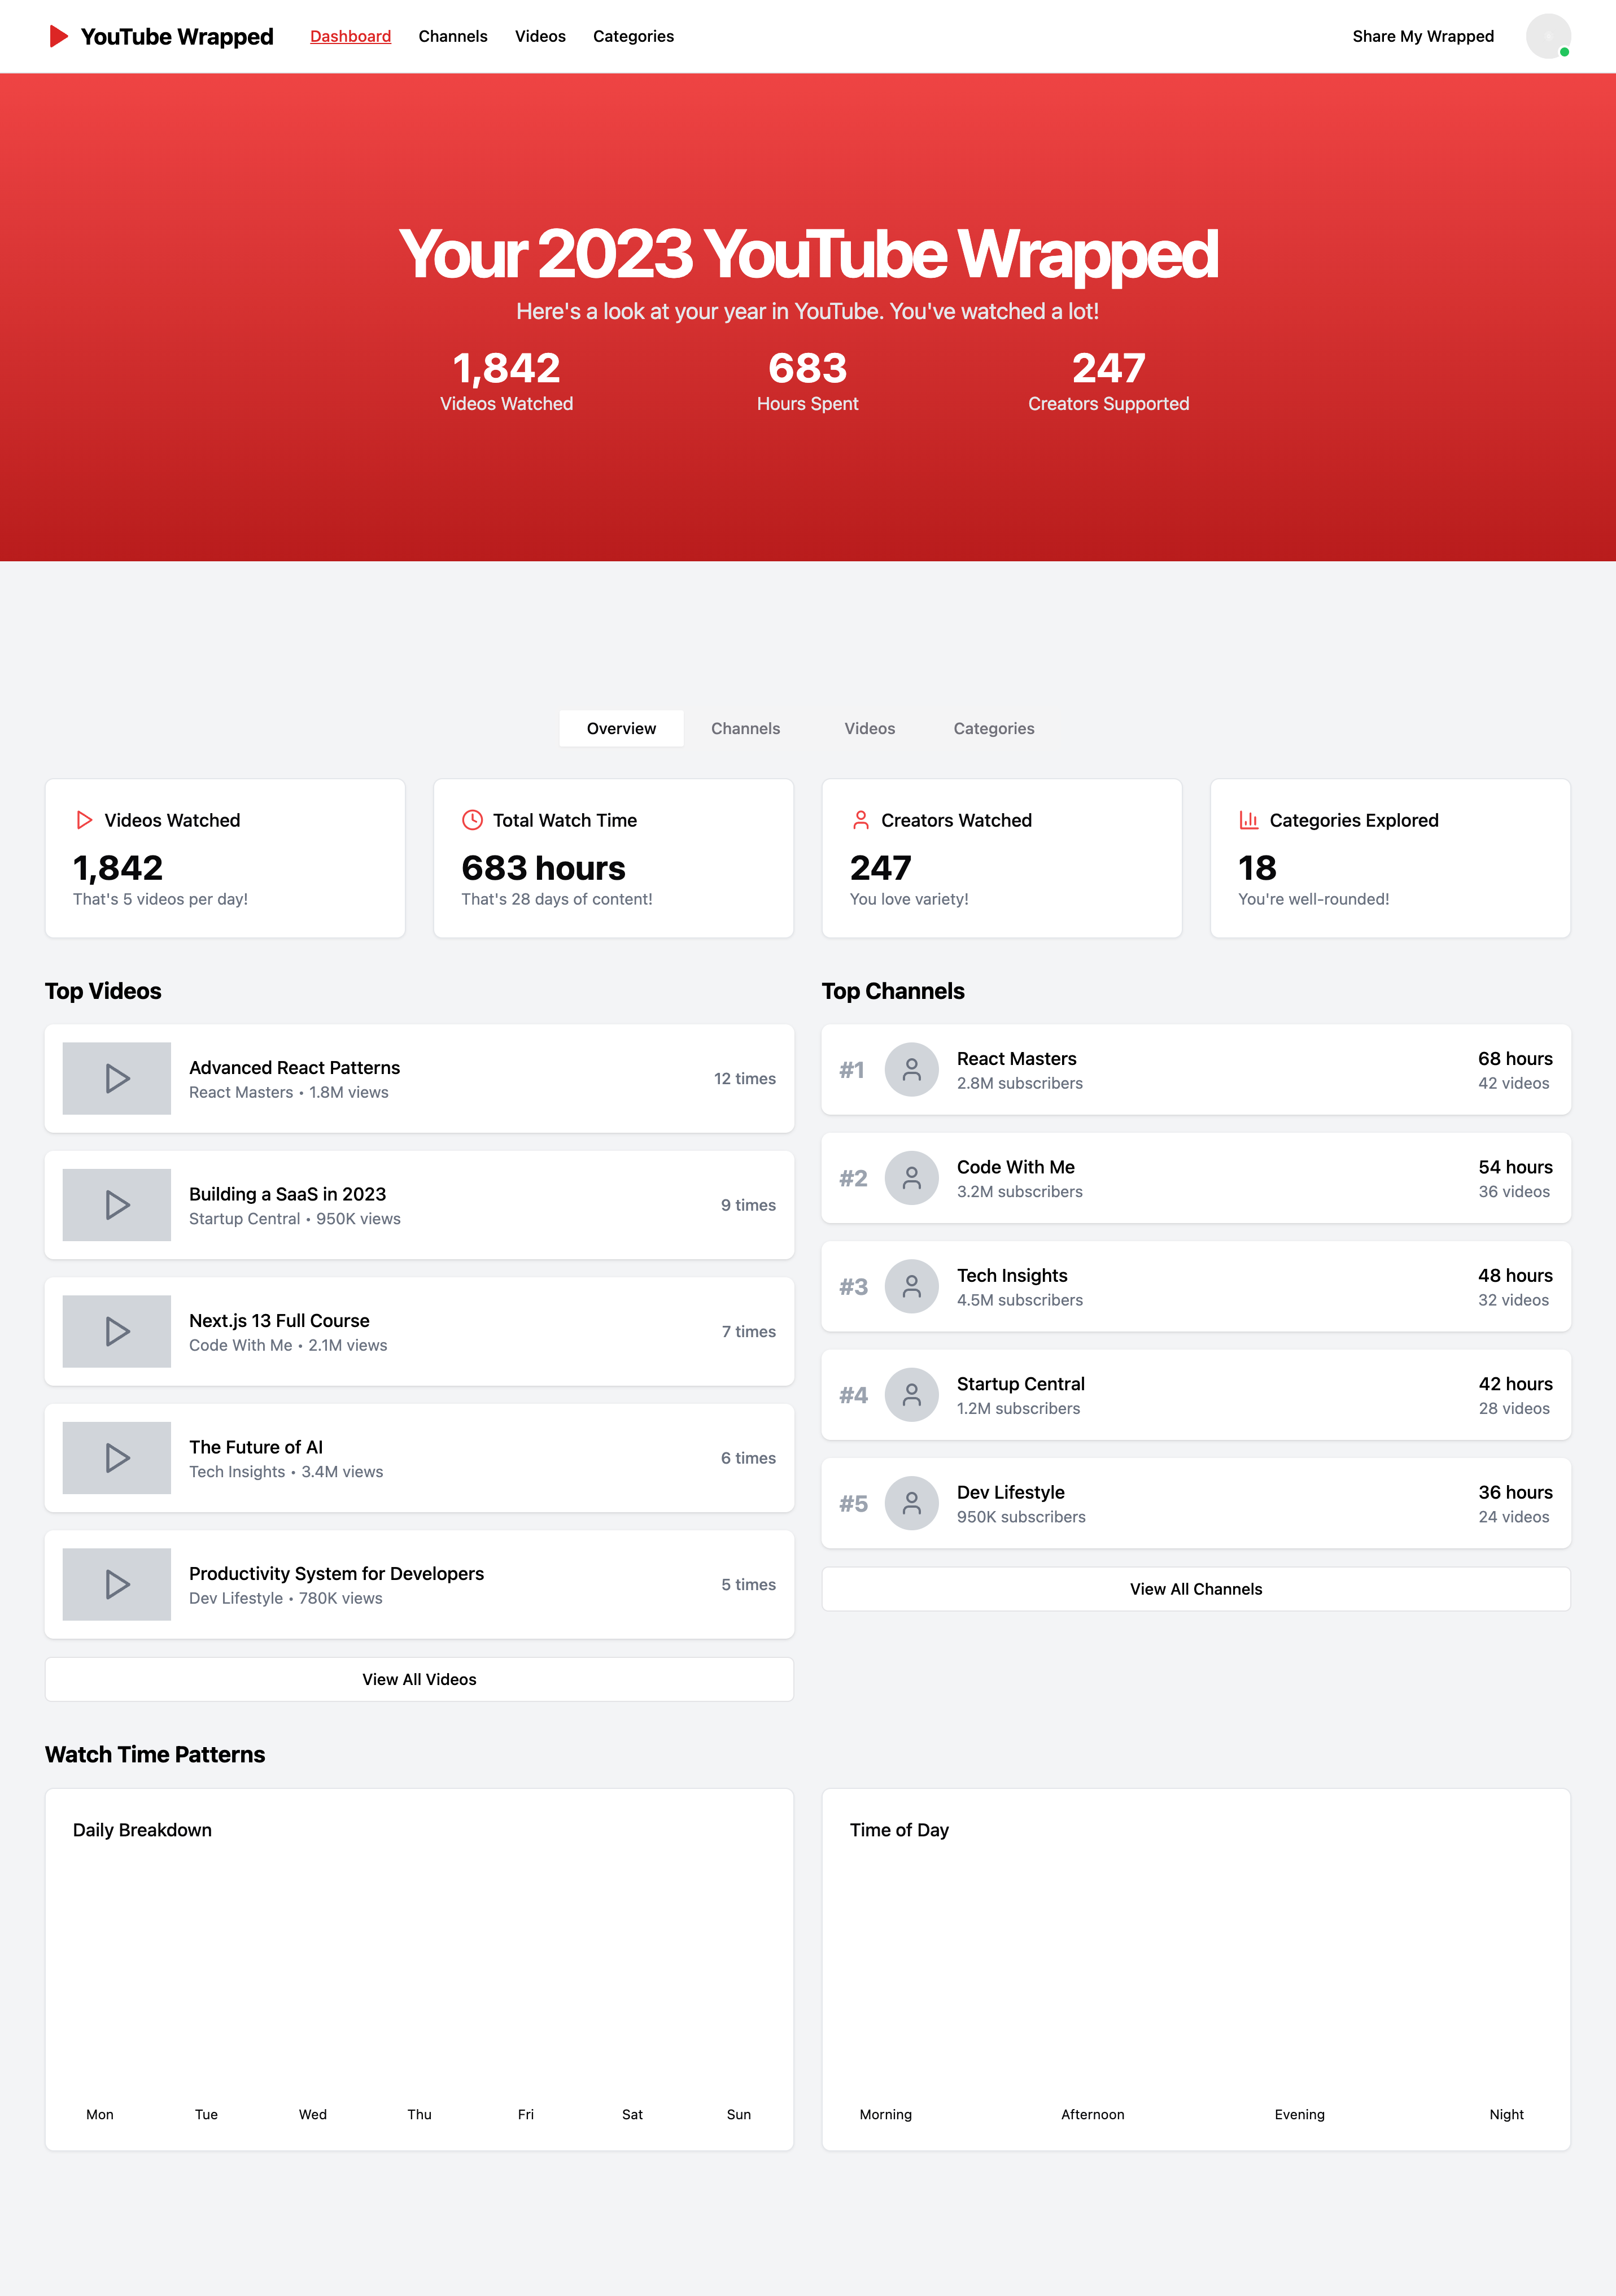 YouTube Wrapped
Dashboard
Channels
Videos
Categories
Share My Wrapped
Your 2023 YouTube Wrapped
Here's a look at your year in YouTube. You've watched a lot!
1,842
Videos Watched
683
Hours Spent
247
Creators Supported
Overview
Channels
Videos
Categories
Videos Watched
1,842
That's 5 videos per day!
Total Watch Time
683 hours
That's 28 days of content!
Creators Watched
247
You love variety!
Categories Explored
18
You're well-rounded!
Top Videos
Advanced React Patterns
React Masters • 1.8M views
12 times
Building a SaaS in 2023
Startup Central • 950K views
9 times
Next.js 13 Full Course
Code With Me • 2.1M views
7 times
The Future of AI
Tech Insights • 3.4M views
6 times
Productivity System for Developers
Dev Lifestyle • 780K views
5 times
View All Videos
Top Channels
#1
React Masters
2.8M subscribers
68 hours
42 videos
#2
Code With Me
3.2M subscribers
54 hours
36 videos
#3
Tech Insights
4.5M subscribers
48 hours
32 videos
#4
Startup Central
1.2M subscribers
42 hours
28 videos
#5
Dev Lifestyle
950K subscribers
36 hours
24 videos
View All Channels
Watch Time Patterns
Daily Breakdown
Mon
Tue
Wed
Thu
Fri
Sat
Sun
Time of Day
Morning
Afternoon
Evening
Night